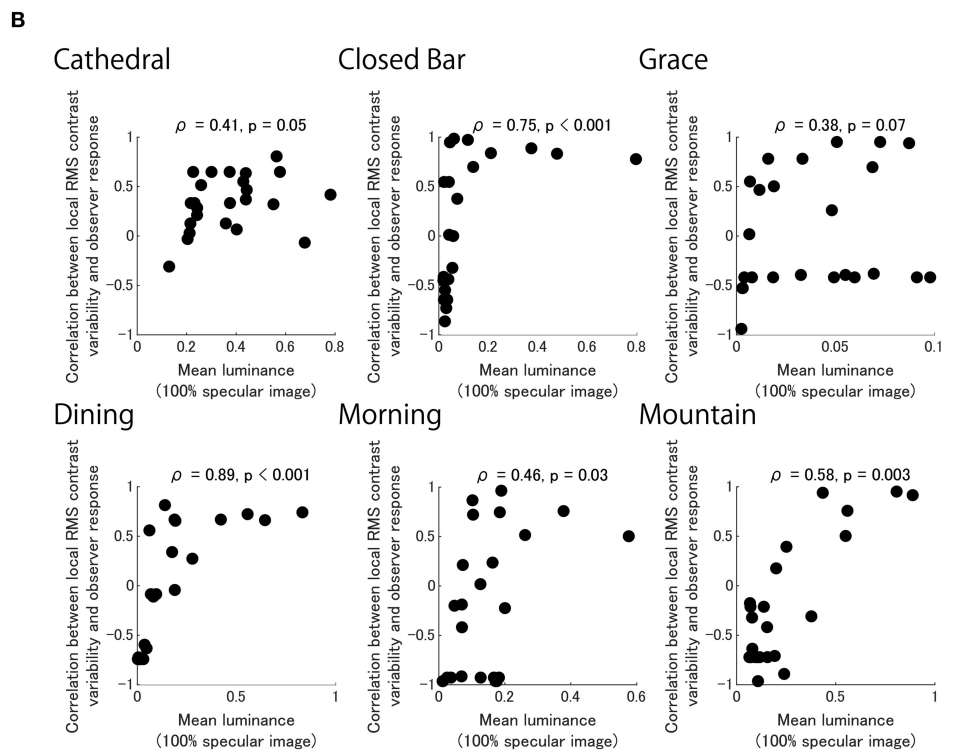 B
Cathedral
Closed Bar
Grace
Correlation between local RMS contrast
variability and observer response
ρ = 0.41, p = 0.05
1
0.5
0
−0.5
−1
0
0.2
0.4
0.6
0.8
Mean luminance
(100% specular image)
Correlation between local RMS contrast
variability and observer response
ρ = 0.75, p < 0.001
1
0.5
0
−0.5
−1
0
0.2
0.4
0.6
0.8
Mean luminance
(100% specular image)
Correlation between local RMS contrast
variability and observer response
ρ = 0.38, p = 0.07
1
0.5
0
−0.5
−1
0
0.05
0.1
Mean luminance
(100% specular image)
Dining
Morning
Mountain
Correlation between local RMS contrast
variability and observer response
ρ = 0.89, p < 0.001
1
0.5
0
−0.5
−1
0
0.5
1
Mean luminance
(100% specular image)
Correlation between local RMS contrast
variability and observer response
ρ = 0.46, p = 0.03
1
0.5
0
−0.5
−1
0
0.2
0.4
0.6
Mean luminance
(100% specular image)
Correlation between local RMS contrast
variability and observer response
ρ = 0.58, p = 0.003
1
0.5
0
−0.5
−1
0
0.5
1
Mean luminance
(100% specular image)